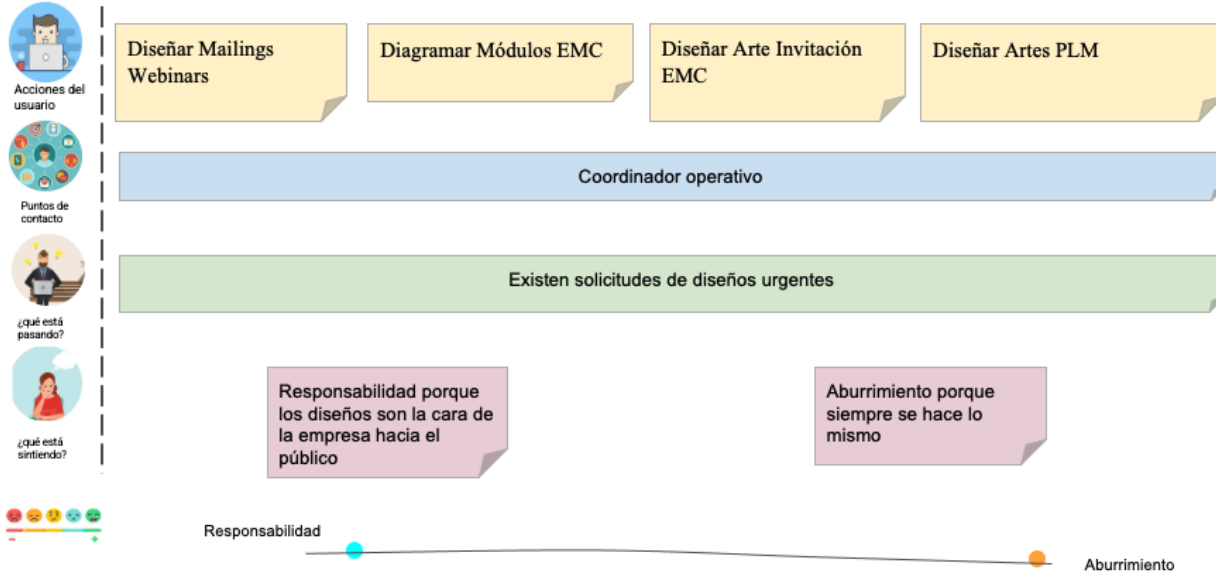 Acciones del
usuario
Diseñar Mailings
Webinars
Diagramar Módulos EMC
Diseñar Arte Invitación
EMC
Diseñar Artes PLM
Puntos de
contacto
Coordinador operativo
¿qué está
pasando?
Existen solicitudes de diseños urgentes
¿qué está
sintiendo?
Responsabilidad porque
los diseños son la cara de
la empresa hacia el
público
Aburrimiento porque
siempre se hace lo
mismo
-
+
Responsabilidad
Aburrimiento